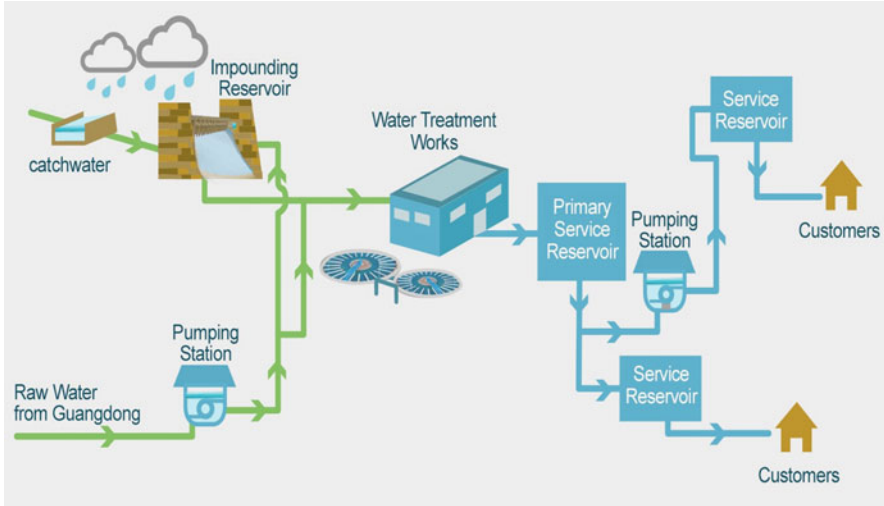 Impounding
Reservoir
catchwater
Water Treatment
Works
Service
Reservoir
Customers
Primary
Service
Reservoir
Pumping
Station
Pumping
Station
Raw Water
from Guangdong
Service
Reservoir
Customers